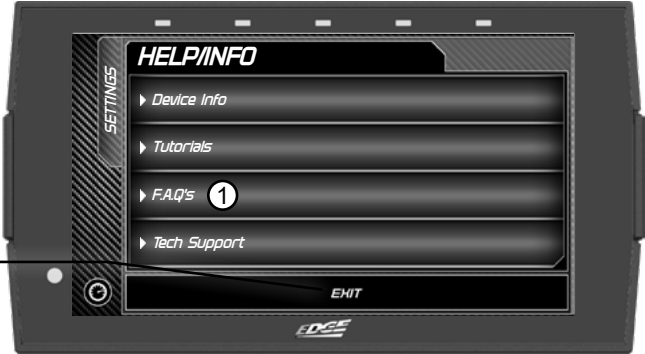 HELP/INFO
SETTINGS
Device Info
Tutorials
F.A.Q's 1
Tech Support
EXIT
EDGE